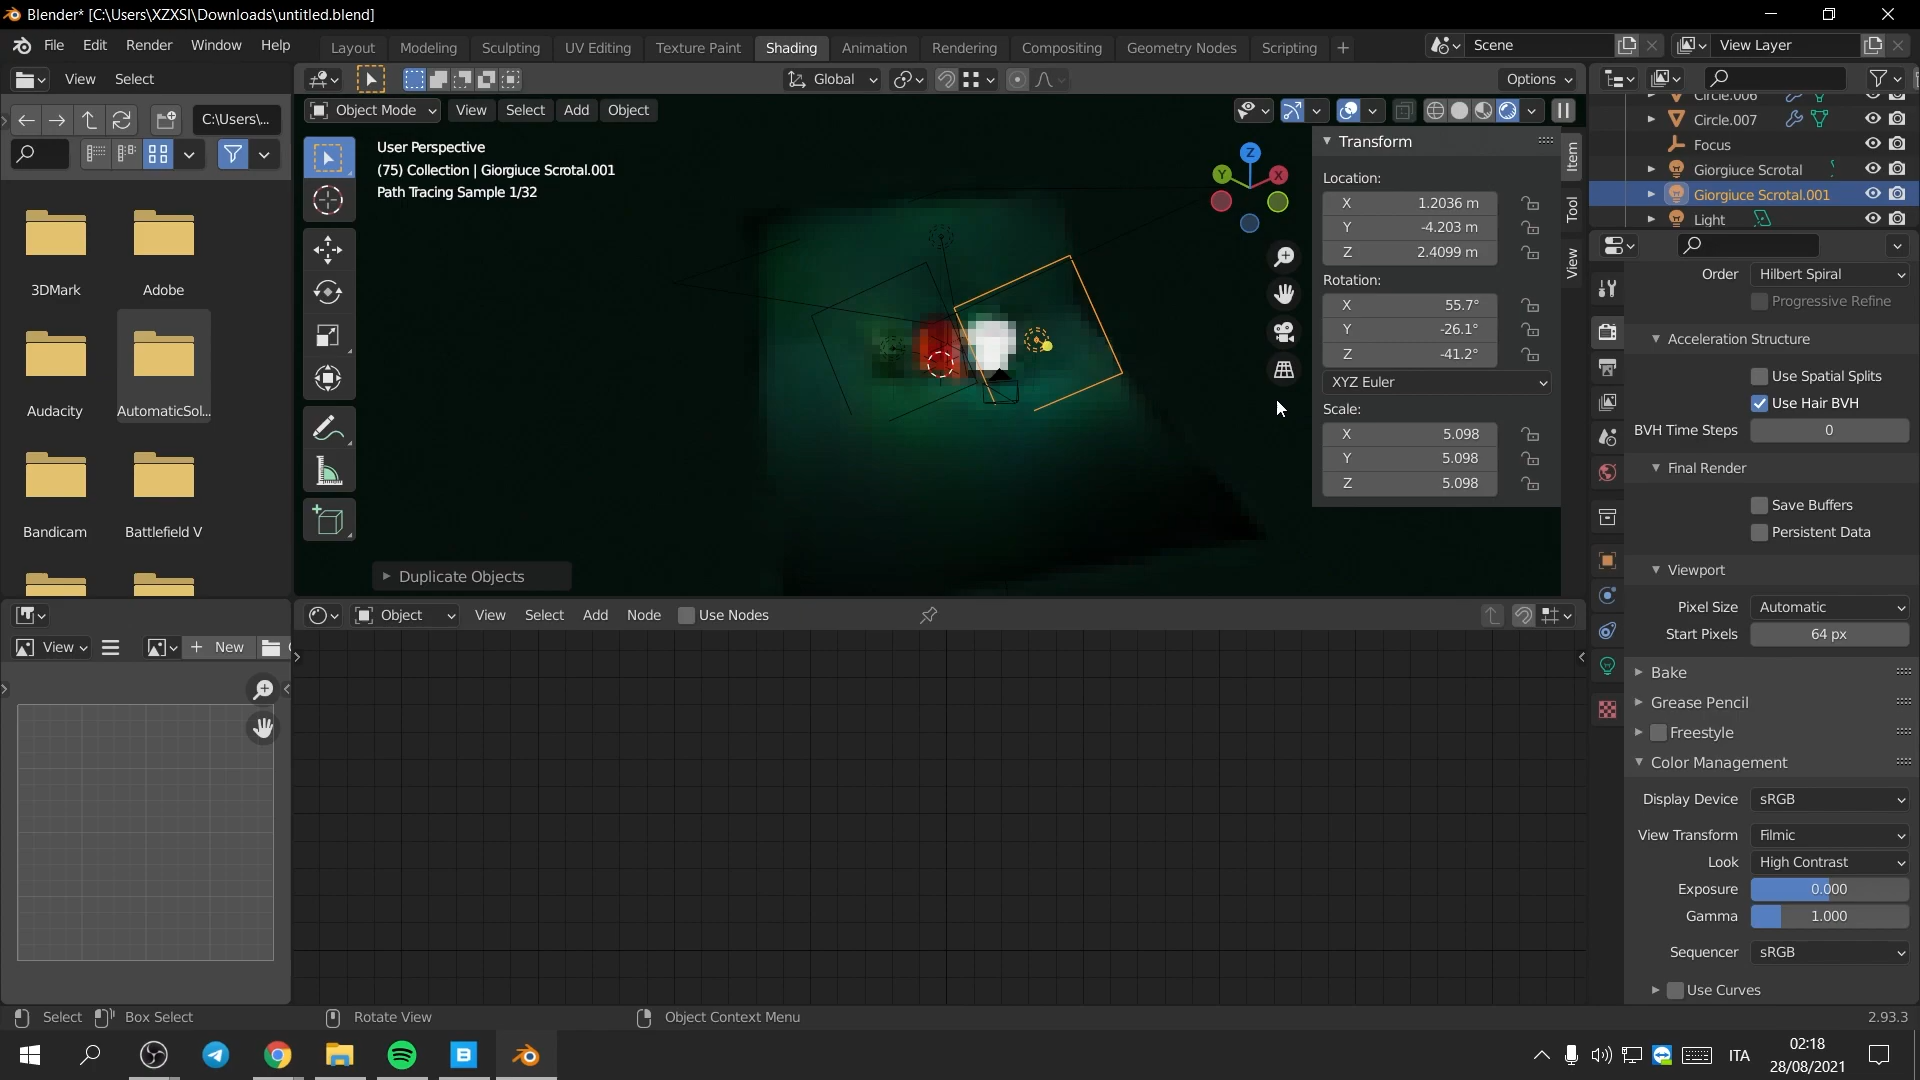 Blender* [C:\Users\XZXSI\Downloads\untitled.blend]
File Edit Render Window Help Layout Modeling Sculpting UV Editing Texture Paint Shading Animation Rendering Compositing Geometry Nodes Scripting Scene View Layer
View Select Global Options
C:\Users\...
Object Mode View Select Add Object
User Perspective
(75) Collection | Giorgiuce Scrotal.001
Path Tracing Sample 1/32
Z
Y
X
3DMark
Adobe
Audacity
AutomaticSol...
Bandicam
Battlefield V
Transform
Location:
X 1.2036 m
Y -4.203 m
Z 2.4099 m
Rotation:
X 55.7°
Y -26.1°
Z -41.2°
XYZ Euler
Scale:
X 5.098
Y 5.098
Z 5.098
Item
Tool
View
Circle.006
Circle.007
Focus
Giorgiuce Scrotal
Giorgiuce Scrotal.001
Light
Order Hilbert Spiral
Progressive Refine
Acceleration Structure
Use Spatial Splits
Use Hair BVH
BVH Time Steps 0
Final Render
Save Buffers
Persistent Data
Viewport
Pixel Size Automatic
Start Pixels 64 px
Bake
Grease Pencil
Freestyle
Color Management
Display Device sRGB
View Transform Filmic
Look High Contrast
Exposure 0.000
Gamma 1.000
Sequencer sRGB
Use Curves
Duplicate Objects
Object View Select Add Node Use Nodes
View New
Select Box Select Rotate View Object Context Menu 2.93.3
ITA
02:18
28/08/2021